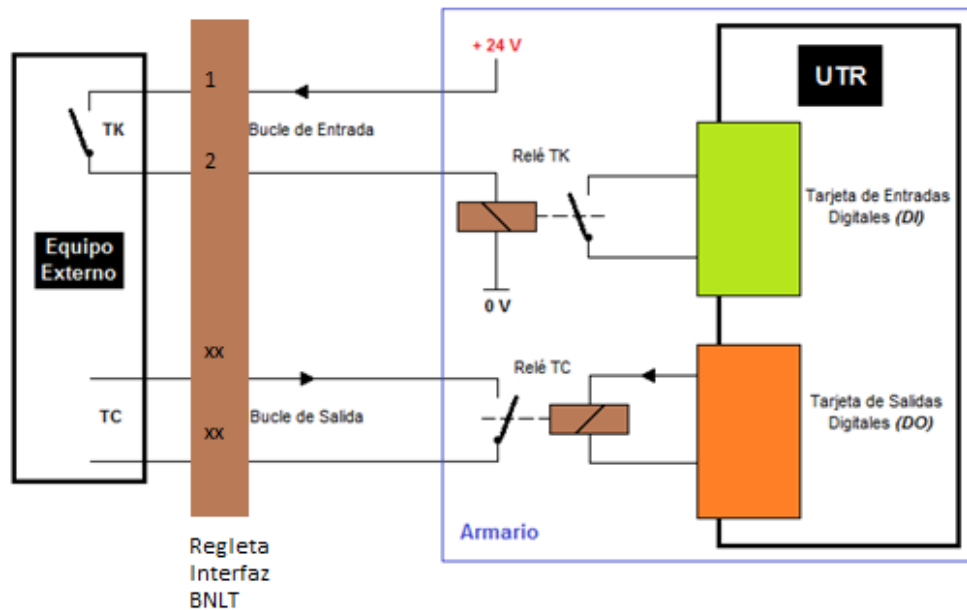 + 24 V
UTR
1
TK
Bucle de Entrada
2
Relé TK
Tarjeta de Entradas
Digitales (DI)
Equipo
Externo
0 V
xx
Relé TC
TC
Bucle de Salida
Tarjeta de Salidas
Digitales (DO)
xx
Armario
Regleta
Interfaz
BNLT